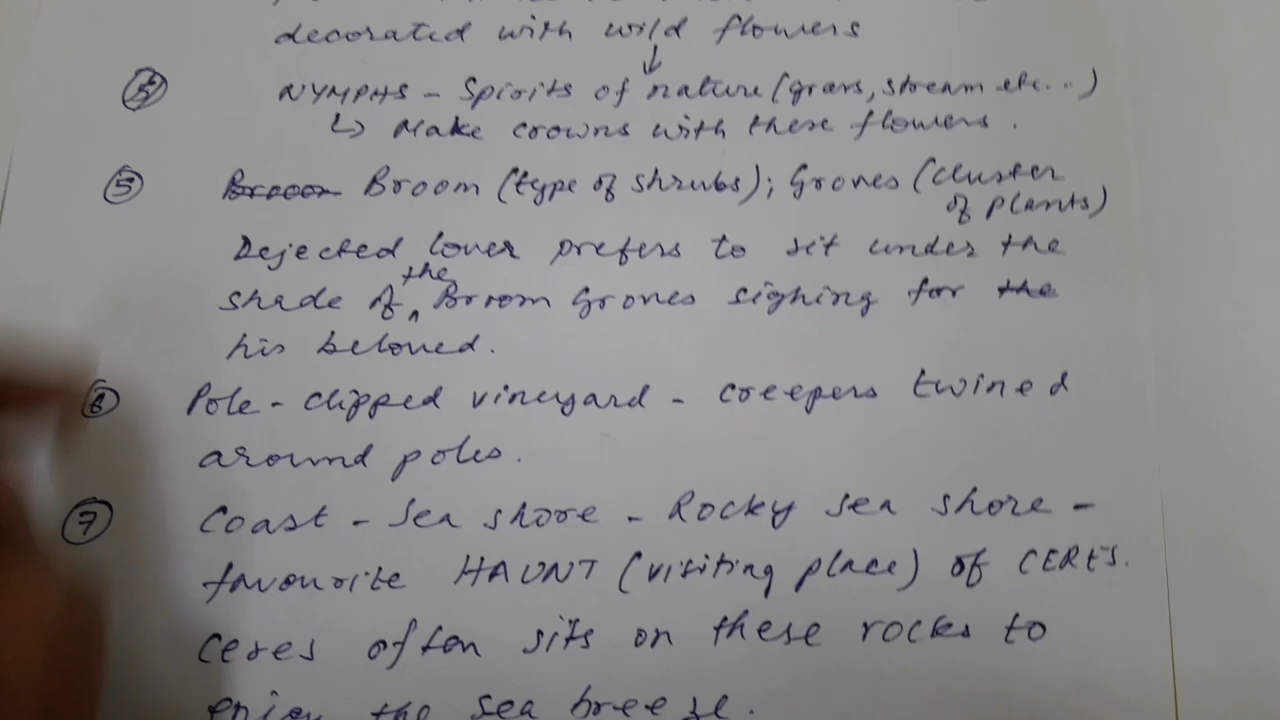 decorated with wild flowers
5 NYMPHS - Spirits of nature (grass, stream etc...)
↳ Make crowns with these flowers.
5 Broom (type of shrubs); Groves (cluster
of plants)
Dejected lover prefers to sit under the
shade of the Broom Groves sighing for the
his beloved.
6 Pole - clipped vineyard - creepers twined
around poles.
7 Coast - Sea shore - Rocky sea shore -
favourite HAUNT (visiting place) of CERES.
Ceres often sits on these rocks to
enjoy the sea breeze.